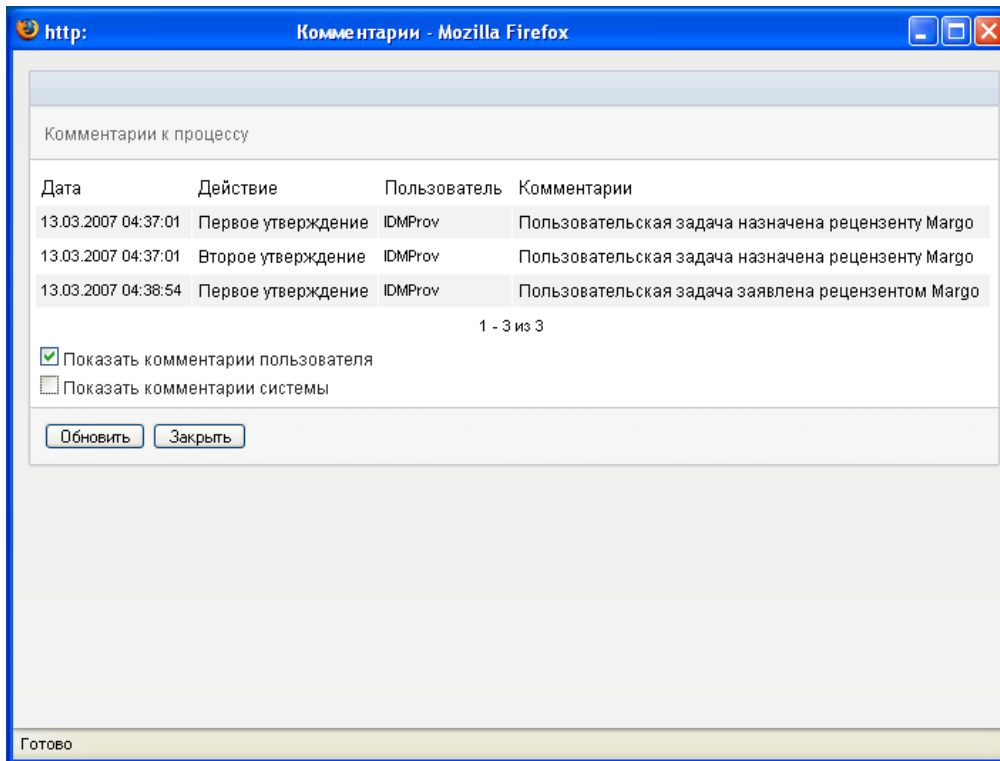 http: Комментарии - Mozilla Firefox
Комментарии к процессу
Дата Действие Пользователь Комментарии
13.03.2007 04:37:01 Первое утверждение IDMProv Пользовательская задача назначена рецензенту Margo
13.03.2007 04:37:01 Второе утверждение IDMProv Пользовательская задача назначена рецензенту Margo
13.03.2007 04:38:54 Первое утверждение IDMProv Пользовательская задача заявлена рецензентом Margo
1 - 3 из 3
Показать комментарии пользователя
Показать комментарии системы
Обновить Закрыть
Готово